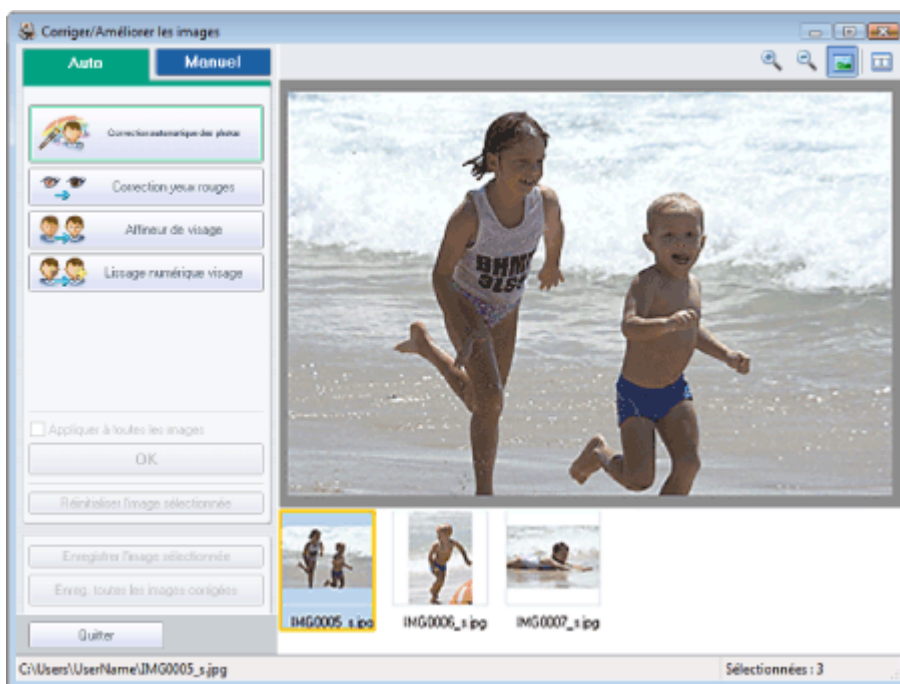 Corriger/Améliorer les images
Auto
Manuel
Correction automatique des photos
Correction yeux rouges
Affineur de visage
Lissage numérique visage
Appliquer à toutes les images
OK
Réinitialiser l'image sélectionnée
Enregistrer l'image sélectionnée
Enreg. toutes les images corrigées
Quitter
IMG0005_s.jpg
IMG0006_s.jpg
IMG0007_s.jpg
C:\Users\UserName\IMG0005_s.jpg
Sélectionnées : 3